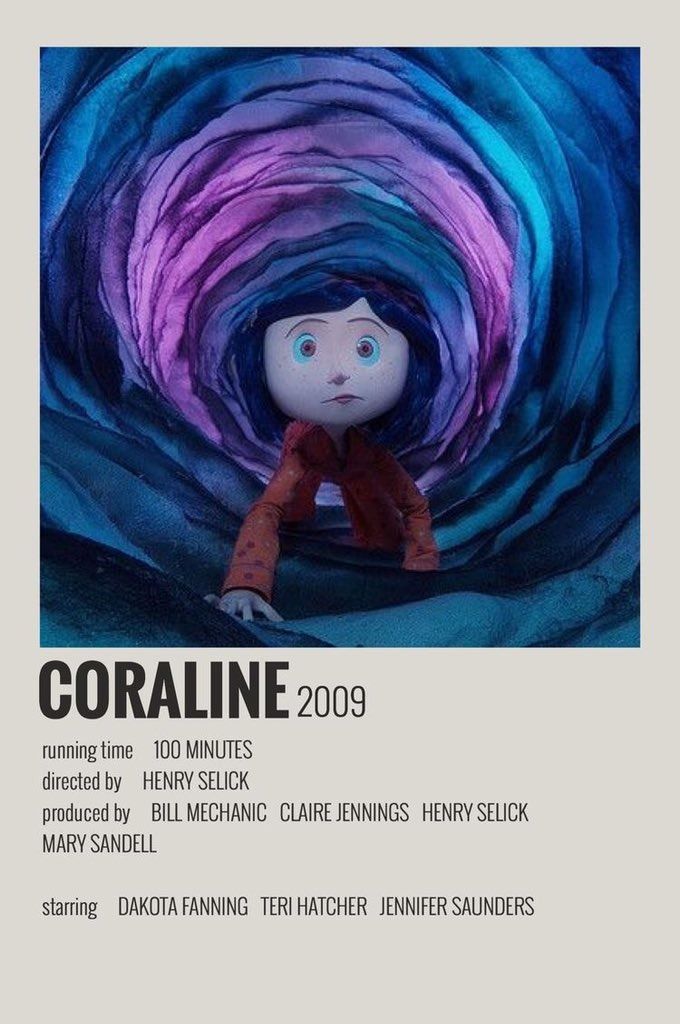 CORALINE 2009
running time 100 MINUTES
directed by HENRY SELICK
produced by BILL MECHANIC CLAIRE JENNINGS HENRY SELICK
MARY SANDELL
starring DAKOTA FANNING TERI HATCHER JENNIFER SAUNDERS